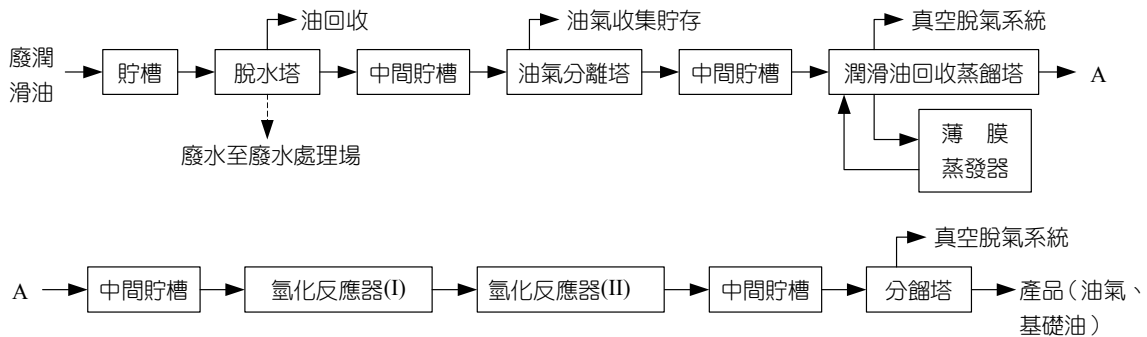 油回收
油氣收集貯存
真空脫氣系統
廢潤
滑油
貯槽
脫水塔
中間貯槽
油氣分離塔
中間貯槽
潤滑油回收蒸餾塔
A
廢水至廢水處理場
薄 膜
蒸發器
真空脫氣系統
A
中間貯槽
氫化反應器(I)
氫化反應器(II)
中間貯槽
分餾塔
產品(油氣、
基礎油)